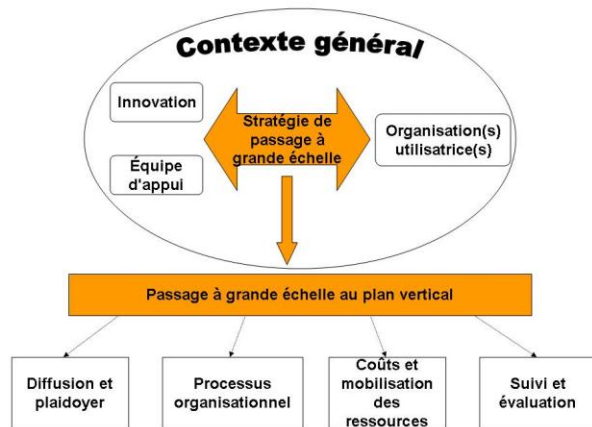 Contexte général
Innovation
Équipe
d'appui
Stratégie de
passage à
grande échelle
Organisation(s)
utilisatrice(s)
Passage à grande échelle au plan vertical
Diffusion et
plaidoyer
Processus
organisationnel
Coûts et
mobilisation
des
ressources
Suivi et
évaluation